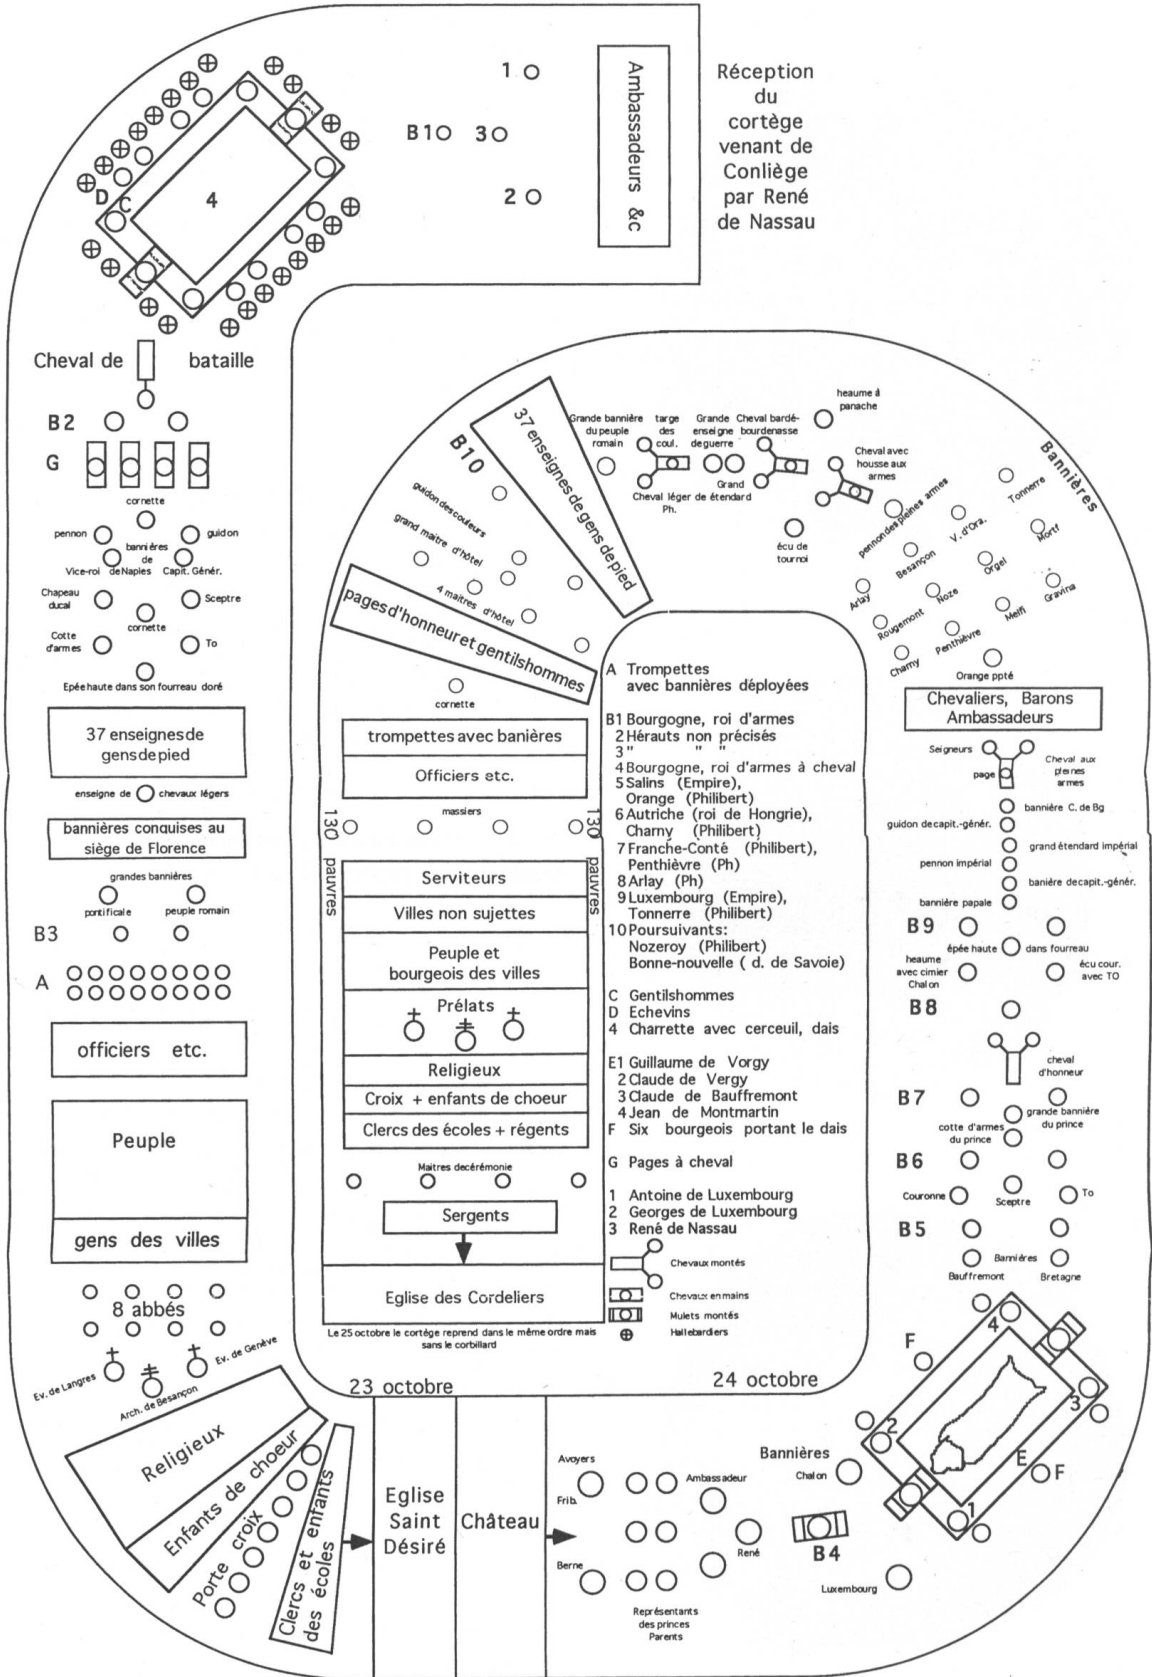 Réception
du
cortège
venant de
Conliège
par René
de Nassau
Ambassadeurs &c
1
B1 3
2
D C
4
Cheval de bataille
B2
G
cornette
pennon
guidon
bannières
de
Vice-roi de Naples Capit. Génér.
Chapeau
ducal
Sceptre
cornette
Cotte
d'armes
To
Epée haute dans son fourreau doré
37 enseignes de
gens de pied
enseigne de chevaux légers
bannières conquises au
siège de Florence
grandes bannières
pontificale
peuple romain
B3
A
officiers etc.
Peuple
gens des villes
8 abbés
Ev. de Langres
Arch. de Besançon
Ev. de Genève
Religieux
Enfants de choeur
Porte croix
Clercs et enfants
des écoles
23 octobre
Eglise
Saint
Désiré
Château
24 octobre
Avoyers
Frib.
Berne
Ambassadeur
René
Représentants
des princes
Parents
Bannières
Chalon
B4
Luxembourg
4
F
3
2
E F
1
B5
Bannières
Bauffremont
Bretagne
Couronne
Sceptre
To
B6
cotte d'armes
du prince
grande bannière
du prince
B7
cheval
d'honneur
B8
heaume
avec cimier
Chalon
écu cour.
avec TO
épée haute dans fourreau
B9
bannière papale
banière de capit.-génér.
pennon impérial
grand étendard impérial
guidon de capit.-génér.
bannière C. de Bg
Seigneurs
page
Cheval aux
pleines
armes
Chevaliers, Barons
Ambassadeurs
Orange ppté
Charny
Penthièvre
Melfi
Gravina
Rougemont
Noze
Orgel
Mortf
Arlay
Besançon
V. d'Ora.
Tonnerre
pennon des pleines armes
Bannières
Cheval avec
housse aux
armes
heaume à
panache
écu de
tournoi
Cheval bardé-
bourdenasse
Grande
enseigne
de guerre
Grand
étendard
targe
des
coul.
Cheval léger de
Ph.
Grande bannière
du peuple
romain
37 enseignes de gens de pied
B10
guidon des couleurs
grand maître d'hôtel
4 maitres d'hôtel
pages d'honneur et gentilshommes
cornette
trompettes avec banières
Officiers etc.
massiers
130 pauvres
130 pauvres
Serviteurs
Villes non sujettes
Peuple et
bourgeois des villes
Prélats
Religieux
Croix + enfants de choeur
Clercs des écoles + régents
Maitres de cérémonie
Sergents
Eglise des Cordeliers
Le 25 octobre le cortége reprend dans le même ordre mais
sans le corbillard
A Trompettes
avec bannières déployées
B1 Bourgogne, roi d'armes
2 Hérauts non précisés
3 " " "
4 Bourgogne, roi d'armes à cheval
5 Salins (Empire),
Orange (Philibert)
6 Autriche (roi de Hongrie),
Charny (Philibert)
7 Franche-Conté (Philibert),
Penthièvre (Ph)
8 Arlay (Ph)
9 Luxembourg (Empire),
Tonnerre (Philibert)
10 Poursuivants:
Nozeroy (Philibert)
Bonne-nouvelle ( d. de Savoie)
C Gentilshommes
D Echevins
4 Charrette avec cerceuil, dais
E1 Guillaume de Vorgy
2 Claude de Vergy
3 Claude de Bauffremont
4 Jean de Montmartin
F Six bourgeois portant le dais
G Pages à cheval
1 Antoine de Luxembourg
2 Georges de Luxembourg
3 René de Nassau
Chevaux montés
Chevaux en mains
Mulets montés
Hallebardiers